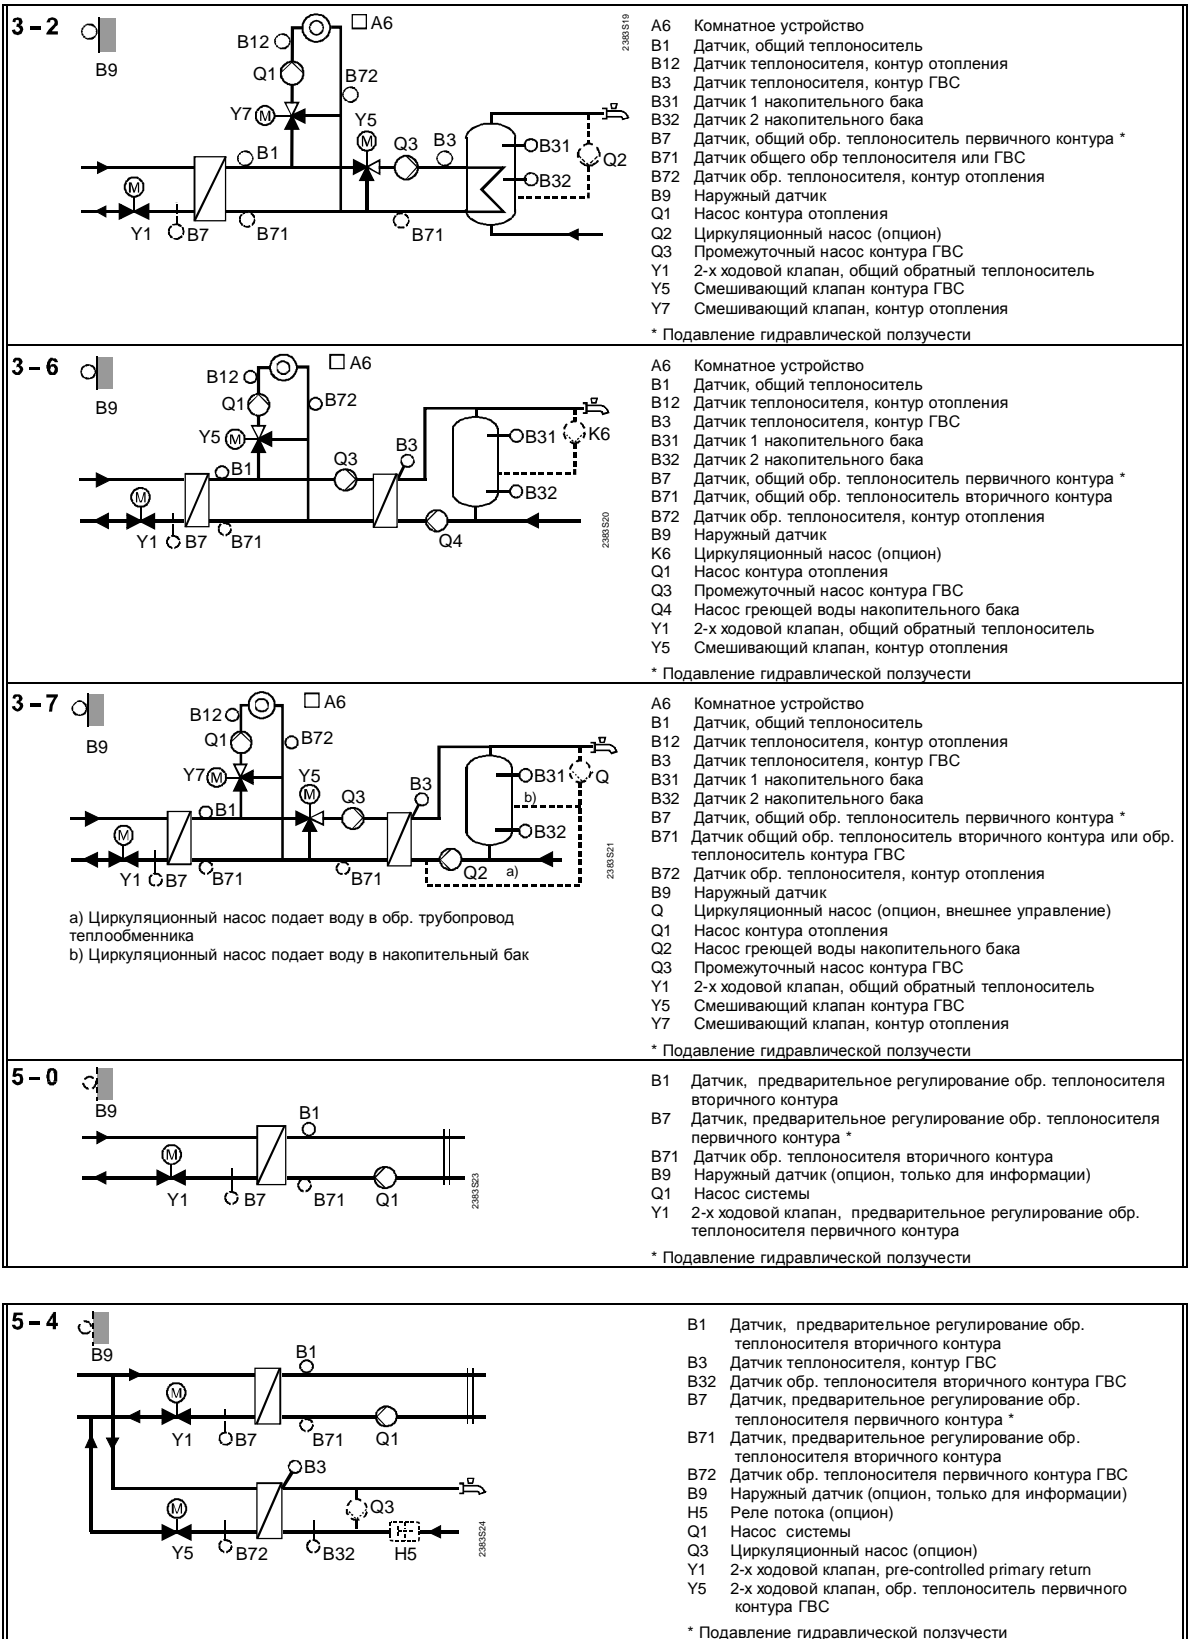 3 – 2
B9
B12
A6
Q1
B72
Y7
M
Y5
M
B1
Q3
B3
B31
Q2
B32
M
Y1
B7
B71
B71
2383S19
A6 Комнатное устройство
B1 Датчик, общий теплоноситель
B12 Датчик теплоносителя, контур отопления
B3 Датчик теплоносителя, контур ГВС
B31 Датчик 1 накопительного бака
B32 Датчик 2 накопительного бака
B7 Датчик, общий обр. теплоноситель первичного контура *
B71 Датчик общего обр теплоносителя или ГВС
B72 Датчик обр. теплоносителя, контур отопления
B9 Наружный датчик
Q1 Насос контура отопления
Q2 Циркуляционный насос (опцион)
Q3 Промежуточный насос контура ГВС
Y1 2-х ходовой клапан, общий обратный теплоноситель
Y5 Смешивающий клапан контура ГВС
Y7 Смешивающий клапан, контур отопления
* Подавление гидравлической ползучести
3 – 6
B9
B12
A6
Q1
B72
Y5
M
B1
Q3
B3
B31
K6
B32
M
Y1
B7
B71
Q4
2383S20
A6 Комнатное устройство
B1 Датчик, общий теплоноситель
B12 Датчик теплоносителя, контур отопления
B3 Датчик теплоносителя, контур ГВС
B31 Датчик 1 накопительного бака
B32 Датчик 2 накопительного бака
B7 Датчик, общий обр. теплоноситель первичного контура *
B71 Датчик, общий обр. теплоноситель вторичного контура
B72 Датчик обр. теплоносителя, контур отопления
B9 Наружный датчик
K6 Циркуляционный насос (опцион)
Q1 Насос контура отопления
Q3 Промежуточный насос контура ГВС
Q4 Насос греющей воды накопительного бака
Y1 2-х ходовой клапан, общий обратный теплоноситель
Y5 Смешивающий клапан, контур отопления
* Подавление гидравлической ползучести
3 – 7
B9
B12
A6
Q1
B72
Y7
M
Y5
M
B1
Q3
B3
B31
Q
b)
B32
M
Y1
B7
B71
B71
Q2
a)
2383S21
a) Циркуляционный насос подает воду в обр. трубопровод
теплообменника
b) Циркуляционный насос подает воду в накопительный бак
A6 Комнатное устройство
B1 Датчик, общий теплоноситель
B12 Датчик теплоносителя, контур отопления
B3 Датчик теплоносителя, контур ГВС
B31 Датчик 1 накопительного бака
B32 Датчик 2 накопительного бака
B7 Датчик, общий обр. теплоноситель первичного контура *
B71 Датчик общий обр. теплоноситель вторичного контура или обр.
теплоноситель контура ГВС
B72 Датчик обр. теплоносителя, контур отопления
B9 Наружный датчик
Q Циркуляционный насос (опцион, внешнее управление)
Q1 Насос контура отопления
Q2 Насос греющей воды накопительного бака
Q3 Промежуточный насос контура ГВС
Y1 2-х ходовой клапан, общий обратный теплоноситель
Y5 Смешивающий клапан контура ГВС
Y7 Смешивающий клапан, контур отопления
* Подавление гидравлической ползучести
5 – 0
B9
B1
M
Y1
B7
B71
Q1
2383S23
B1 Датчик, предварительное регулирование обр. теплоносителя
вторичного контура
B7 Датчик, предварительное регулирование обр. теплоносителя
первичного контура *
B71 Датчик обр. теплоносителя вторичного контура
B9 Наружный датчик (опцион, только для информации)
Q1 Насос системы
Y1 2-х ходовой клапан, предварительное регулирование обр.
теплоносителя первичного контура
* Подавление гидравлической ползучести
5 – 4
B9
B1
M
Y1
B7
B71
Q1
B3
M
Q3
Y5
B72
B32
H5
2383S24
B1 Датчик, предварительное регулирование обр.
теплоносителя вторичного контура
B3 Датчик теплоносителя, контур ГВС
B32 Датчик обр. теплоносителя вторичного контура ГВС
B7 Датчик, предварительное регулирование обр.
теплоносителя первичного контура *
B71 Датчик, предварительное регулирование обр.
теплоносителя вторичного контура
B72 Датчик обр. теплоносителя первичного контура ГВС
B9 Наружный датчик (опцион, только для информации)
H5 Реле потока (опцион)
Q1 Насос системы
Q3 Циркуляционный насос (опцион)
Y1 2-х ходовой клапан, pre-controlled primary return
Y5 2-х ходовой клапан, обр. теплоноситель первичного
контура ГВС
* Подавление гидравлической ползучести